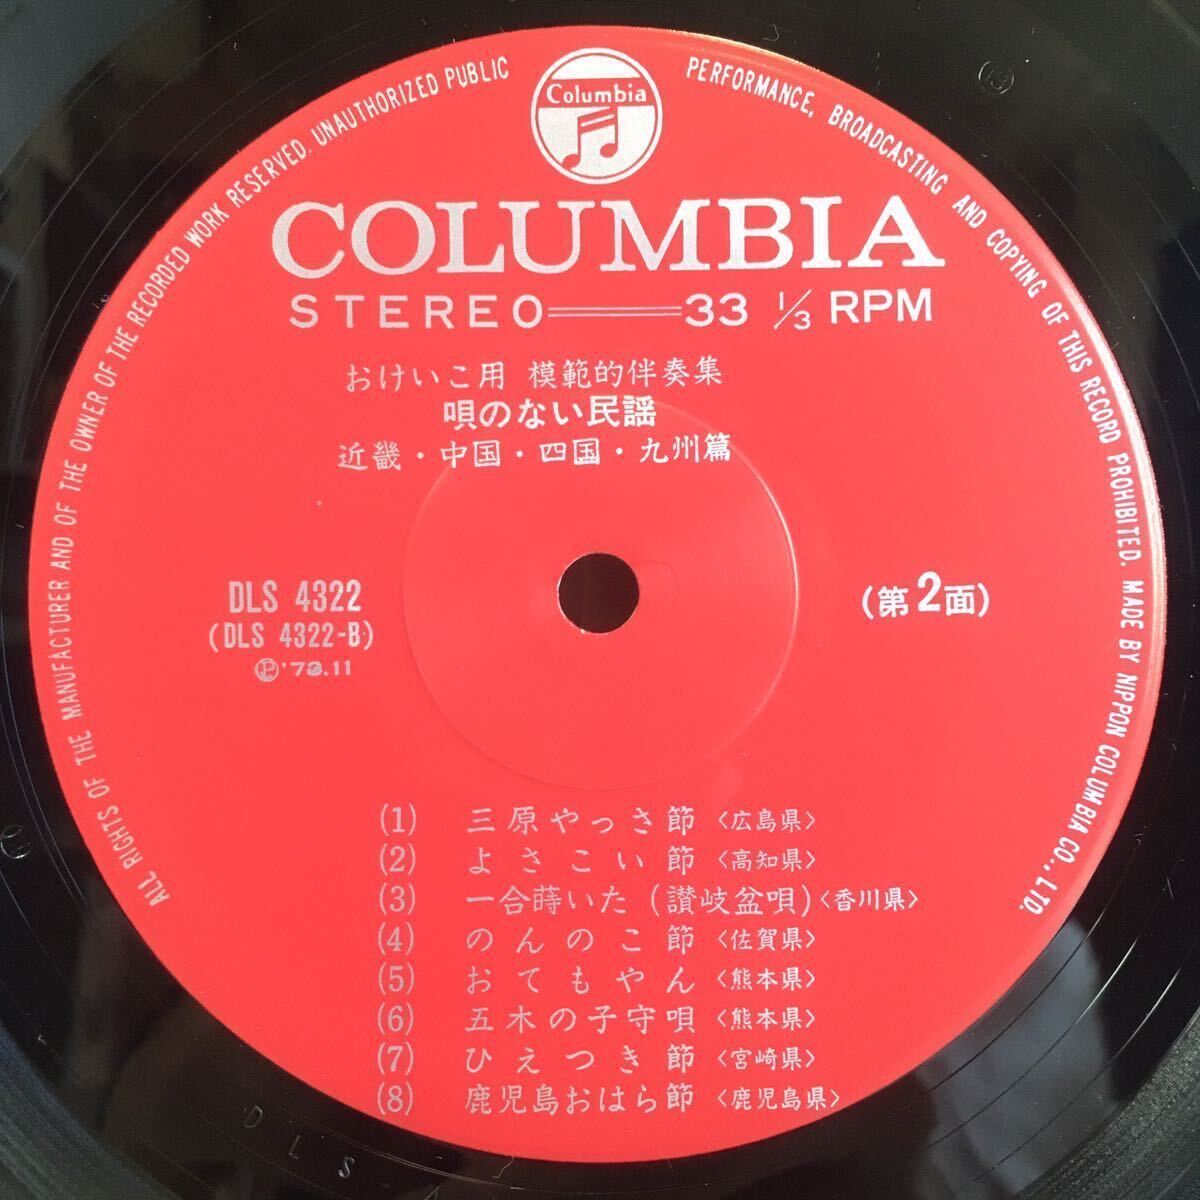 Columbia
ALL RIGHTS OF THE MANUFACTURER AND OF THE OWNER OF THE RECORDED WORK RESERVED. UNAUTHORIZED PUBLIC PERFORMANCE, BROADCASTING AND COPYING OF THIS RECORD PROHIBITED. MADE BY NIPPON COLUMBIA CO., LTD.
COLUMBIA
STEREO 33 1/3 RPM
おけいこ用 模範的伴奏集
唄のない民謡
近畿・中国・四国・九州篇
DLS 4322
(DLS 4322-B)
Ⓟ'73.11
(第2面)
(1) 三原やっさ節〈広島県〉
(2) よさこい節〈高知県〉
(3) 一合蒔いた(讃岐盆唄)〈香川県〉
(4) のんのこ節〈佐賀県〉
(5) おてもやん〈熊本県〉
(6) 五木の子守唄〈熊本県〉
(7) ひえつき節〈宮崎県〉
(8) 鹿児島おはら節〈鹿児島県〉
DLS